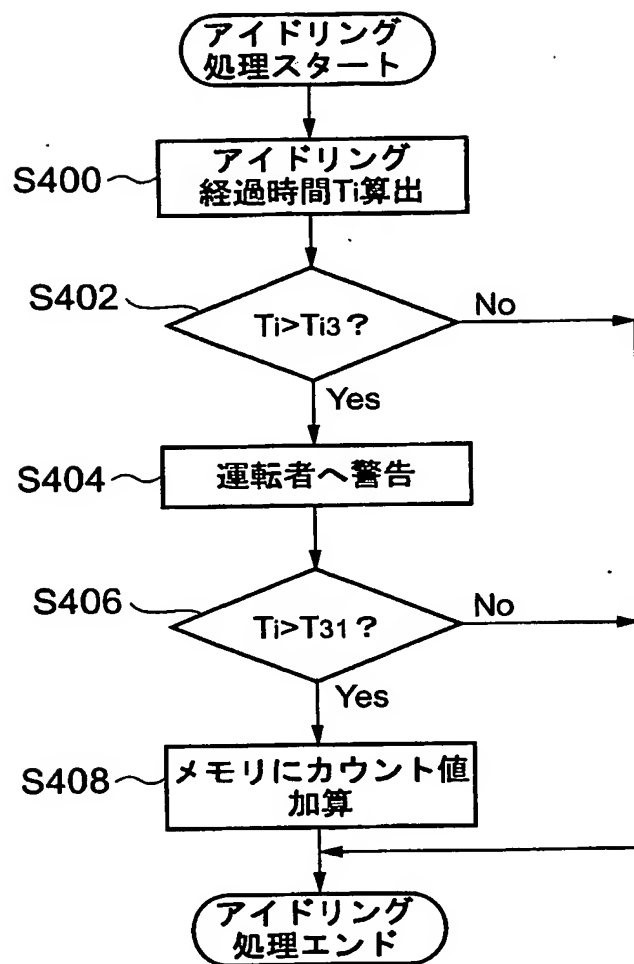 アイドリング
処理スタート
S400
アイドリング
経過時間Ti算出
S402
Ti>Ti3?
No
Yes
S404
運転者へ警告
S406
Ti>T31?
No
Yes
S408
メモリにカウント値
加算
アイドリング
処理エンド